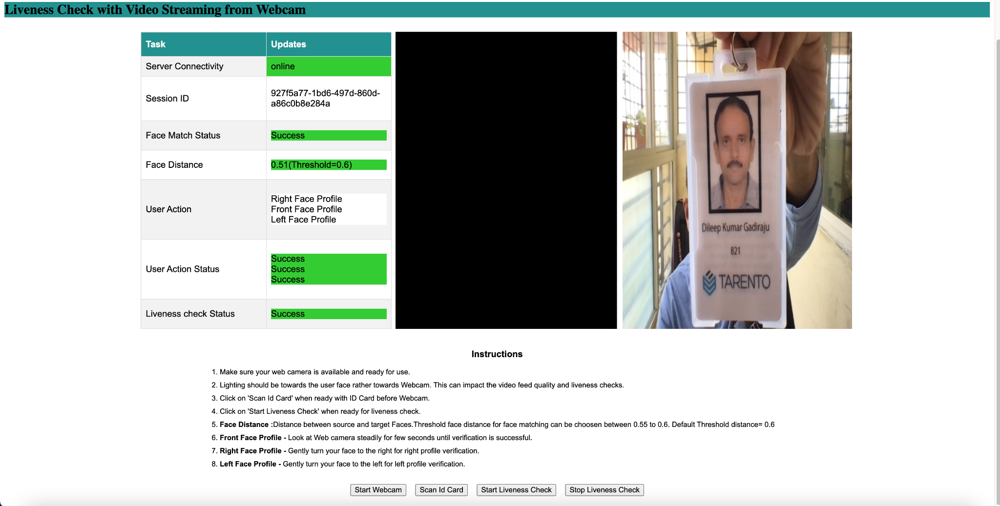 Liveness Check with Video Streaming from Webcam
Task
Updates
Server Connectivity
online
Session ID
927f5a77-1bd6-497d-860d-
a86c0b8e284a
Face Match Status
Success
Face Distance
0.51(Threshold=0.6)
User Action
Right Face Profile
Front Face Profile
Left Face Profile
User Action Status
Success
Success
Success
Liveness check Status
Success
Dileep Kumar Gadiraju
821
TARENTO
Instructions
1. Make sure your web camera is available and ready for use.
2. Lighting should be towards the user face rather towards Webcam. This can impact the video feed quality and liveness checks.
3. Click on 'Scan Id Card' when ready with ID Card before Webcam.
4. Click on 'Start Liveness Check' when ready for liveness check.
5. Face Distance :Distance between source and target Faces.Threshold face distance for face matching can be choosen between 0.55 to 0.6. Default Threshold distance= 0.6
6. Front Face Profile - Look at Web camera steadily for few seconds until verification is successful.
7. Right Face Profile - Gently turn your face to the right for right profile verification.
8. Left Face Profile - Gently turn your face to the left for left profile verification.
Start Webcam
Scan Id Card
Start Liveness Check
Stop Liveness Check